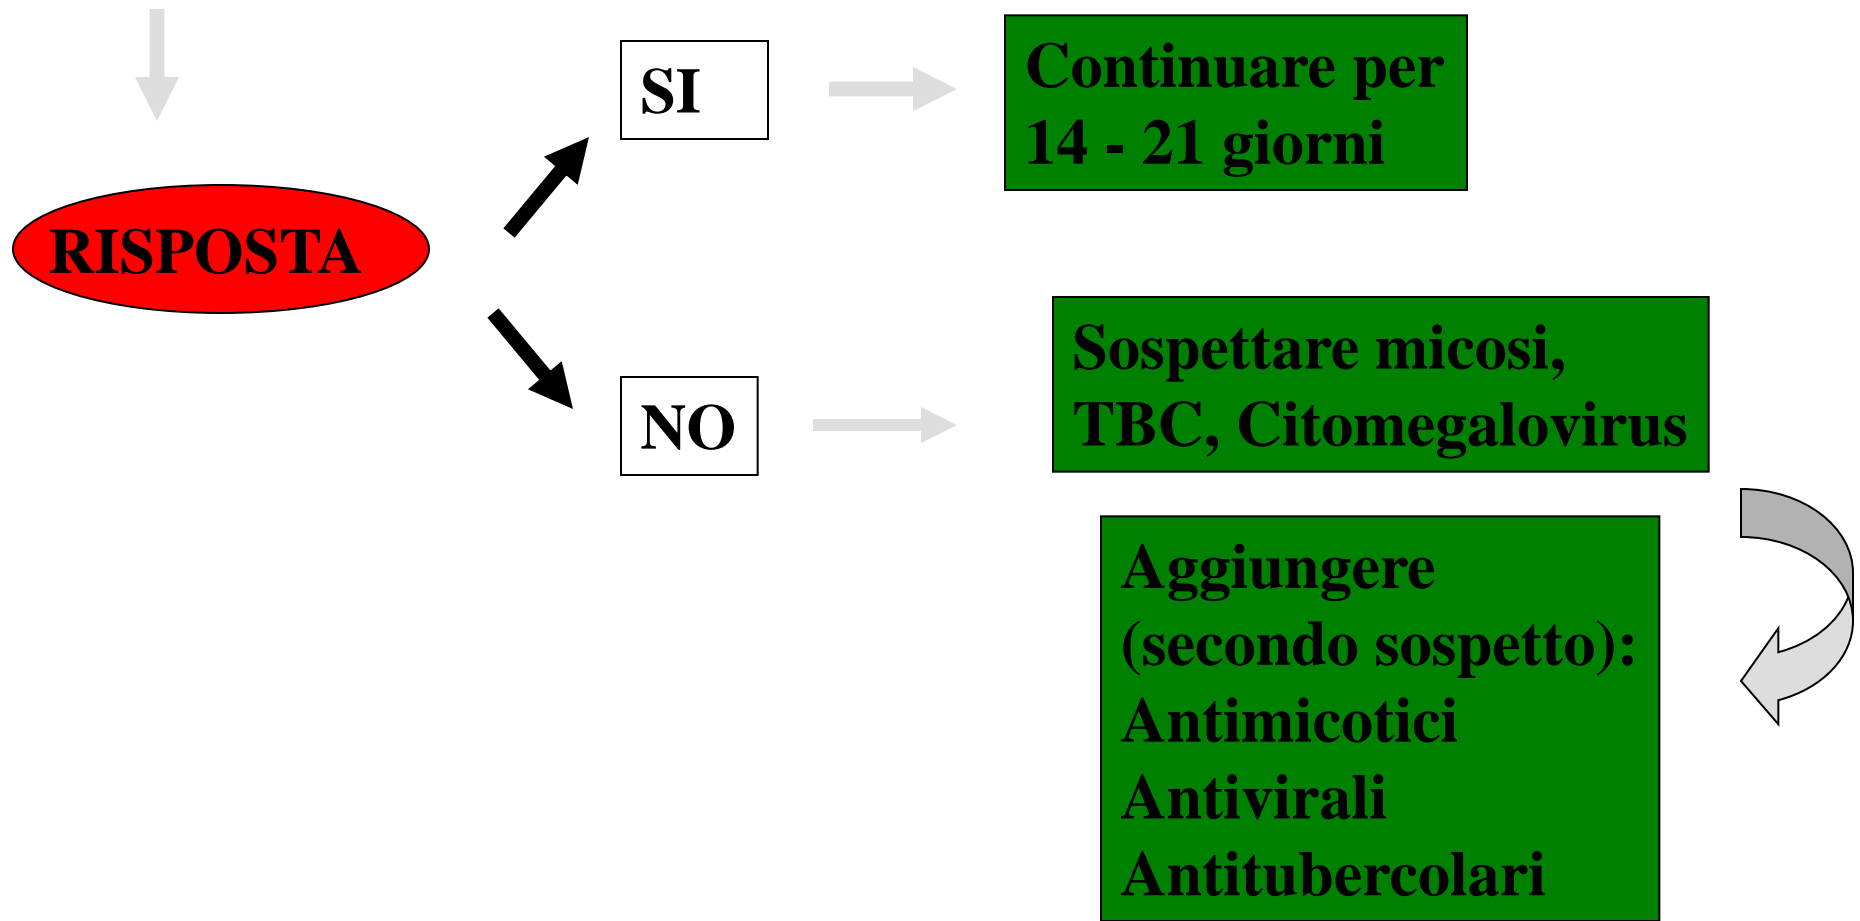 SI
Continuare per
14 - 21 giorni
RISPOSTA
NO
Sospettare micosi,
TBC, Citomegalovirus
Aggiungere
(secondo sospetto):
Antimicotici
Antivirali
Antitubercolari